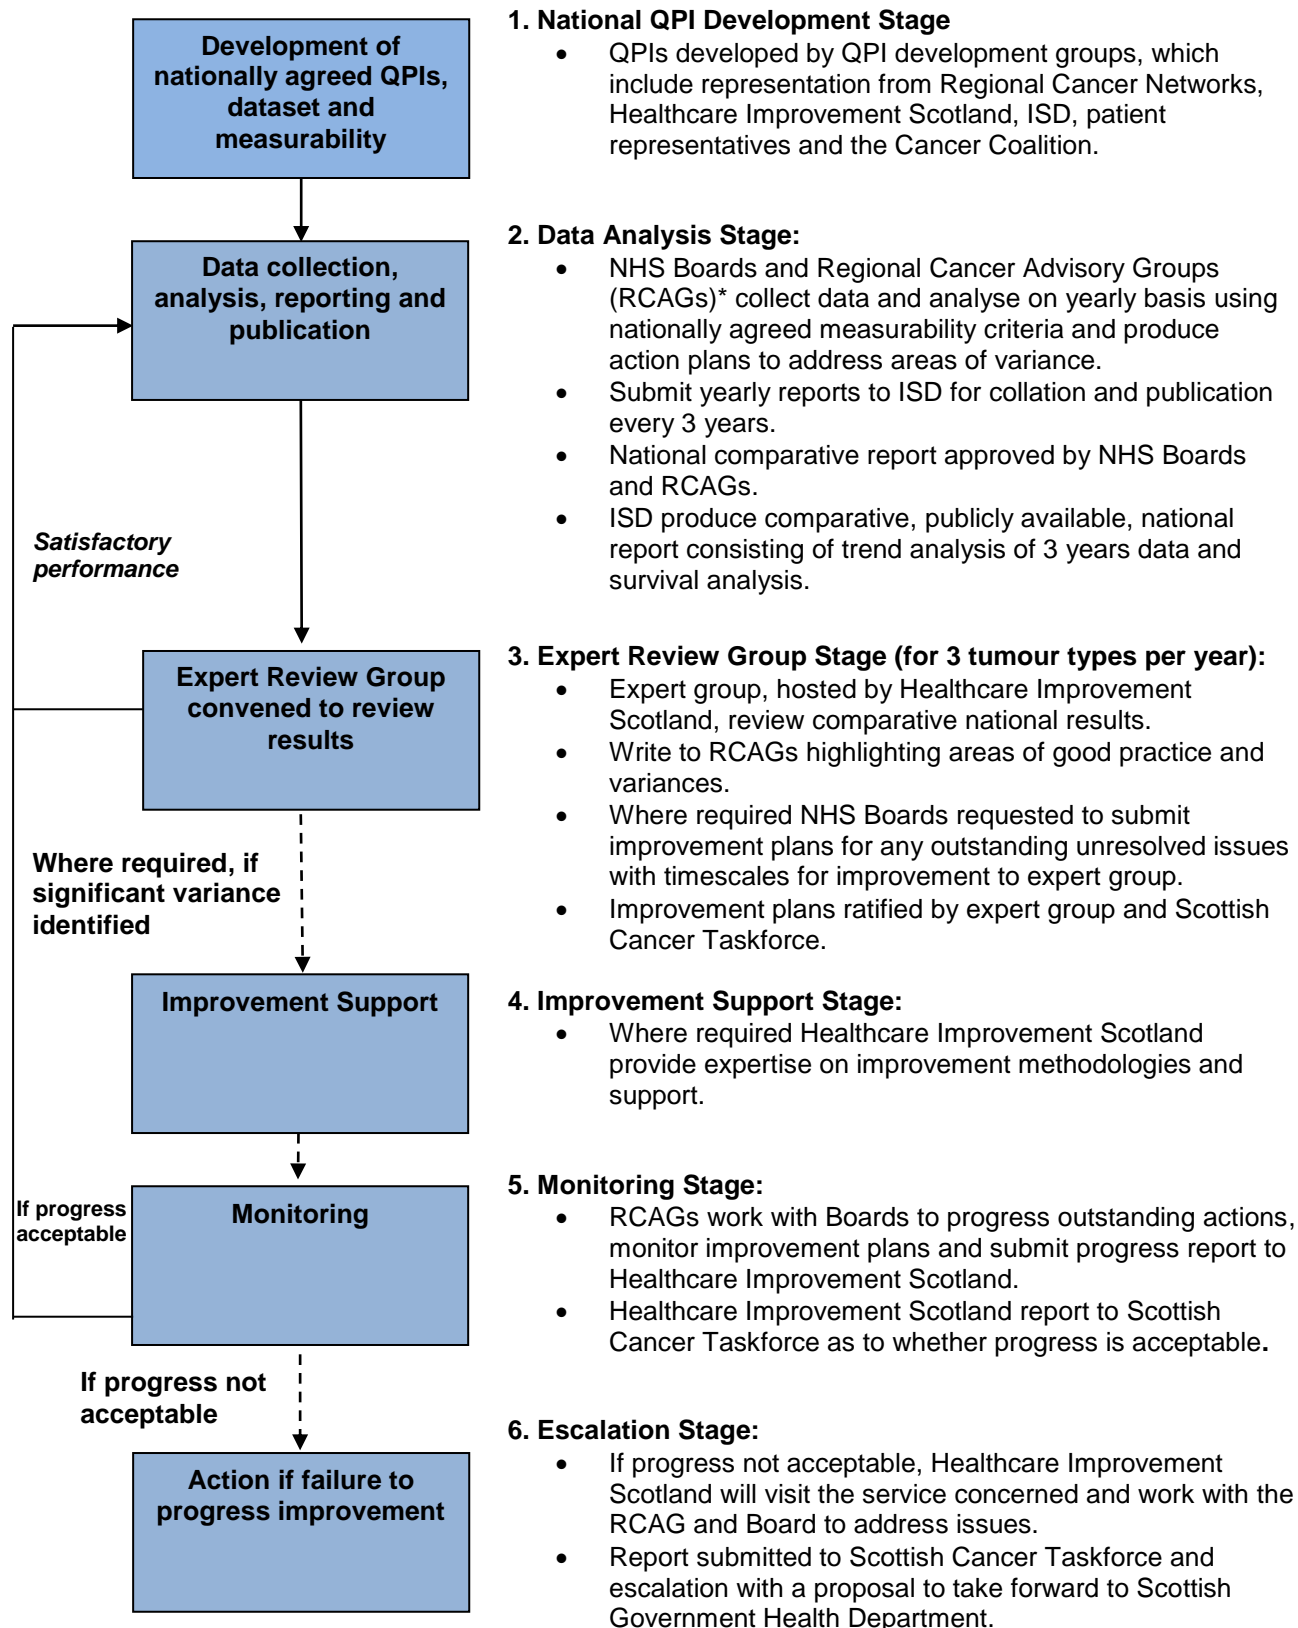 Development of
nationally agreed QPIs,
dataset and
measurability
1. National QPI Development Stage
• QPIs developed by QPI development groups, which
include representation from Regional Cancer Networks,
Healthcare Improvement Scotland, ISD, patient
representatives and the Cancer Coalition.
Data collection,
analysis, reporting and
publication
2. Data Analysis Stage:
• NHS Boards and Regional Cancer Advisory Groups
(RCAGs)* collect data and analyse on yearly basis using
nationally agreed measurability criteria and produce
action plans to address areas of variance.
• Submit yearly reports to ISD for collation and publication
every 3 years.
• National comparative report approved by NHS Boards
and RCAGs.
• ISD produce comparative, publicly available, national
report consisting of trend analysis of 3 years data and
survival analysis.
Satisfactory
performance
Expert Review Group
convened to review
results
3. Expert Review Group Stage (for 3 tumour types per year):
• Expert group, hosted by Healthcare Improvement
Scotland, review comparative national results.
• Write to RCAGs highlighting areas of good practice and
variances.
• Where required NHS Boards requested to submit
improvement plans for any outstanding unresolved issues
with timescales for improvement to expert group.
• Improvement plans ratified by expert group and Scottish
Cancer Taskforce.
Where required, if
significant variance
identified
Improvement Support
4. Improvement Support Stage:
• Where required Healthcare Improvement Scotland
provide expertise on improvement methodologies and
support.
If progress
acceptable
Monitoring
5. Monitoring Stage:
• RCAGs work with Boards to progress outstanding actions,
monitor improvement plans and submit progress report to
Healthcare Improvement Scotland.
• Healthcare Improvement Scotland report to Scottish
Cancer Taskforce as to whether progress is acceptable.
If progress not
acceptable
Action if failure to
progress improvement
6. Escalation Stage:
• If progress not acceptable, Healthcare Improvement
Scotland will visit the service concerned and work with the
RCAG and Board to address issues.
• Report submitted to Scottish Cancer Taskforce and
escalation with a proposal to take forward to Scottish
Government Health Department.